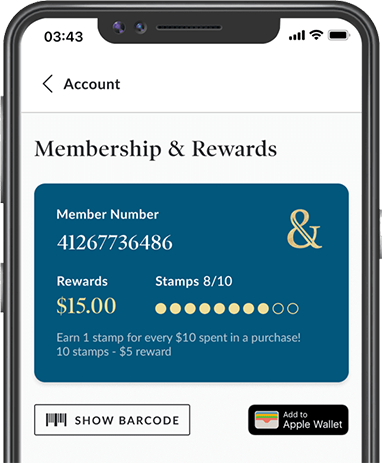 03:43
Account
Membership & Rewards
Member Number
41267736486
&
Rewards
Stamps 8/10
$15.00
Earn 1 stamp for every $10 spent in a purchase!
10 stamps - $5 reward
SHOW BARCODE
Add to
Apple Wallet